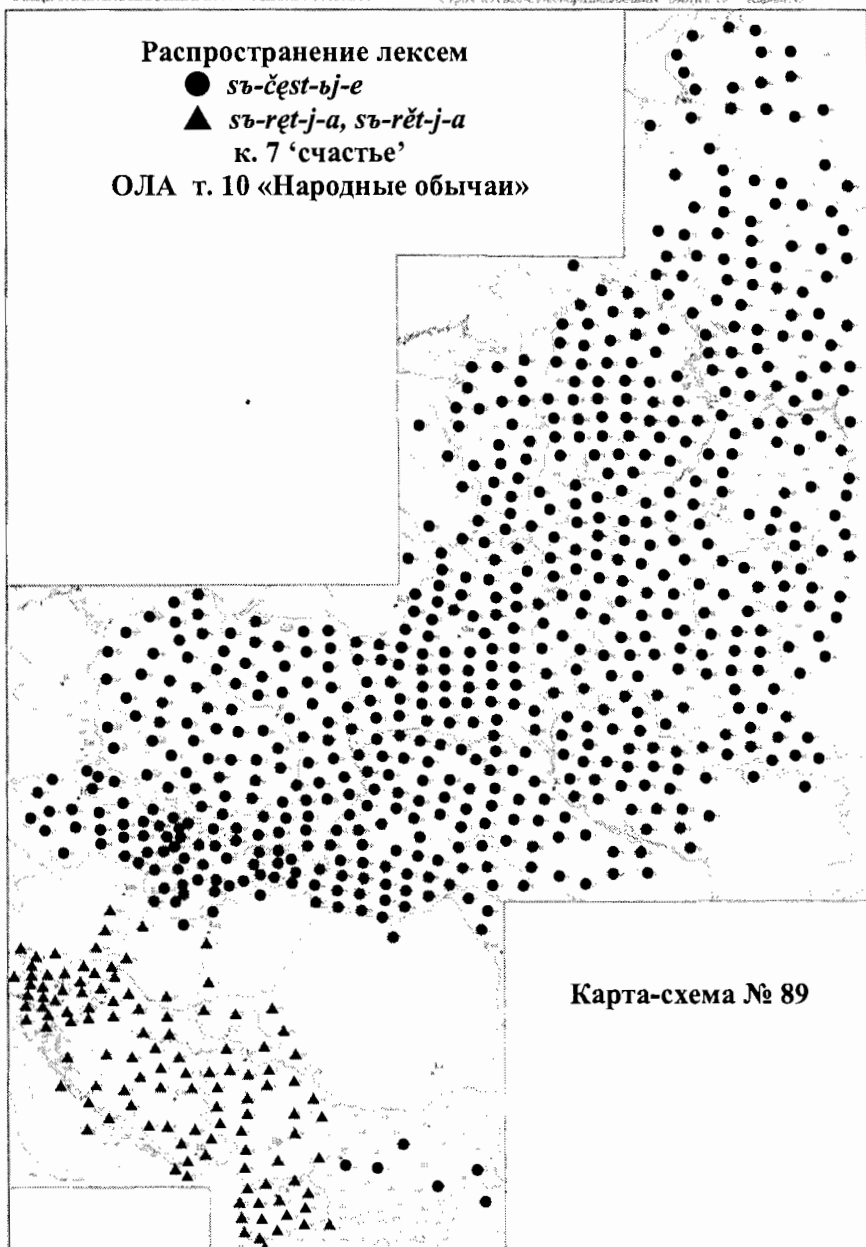 Распространение лексем
● sъ-čęst-ьj-e
▲ sъ-ręt-j-a, sъ-rět-j-a
к. 7 ‘счастье’
ОЛА т. 10 «Народные обычаи»
Карта-схема № 89